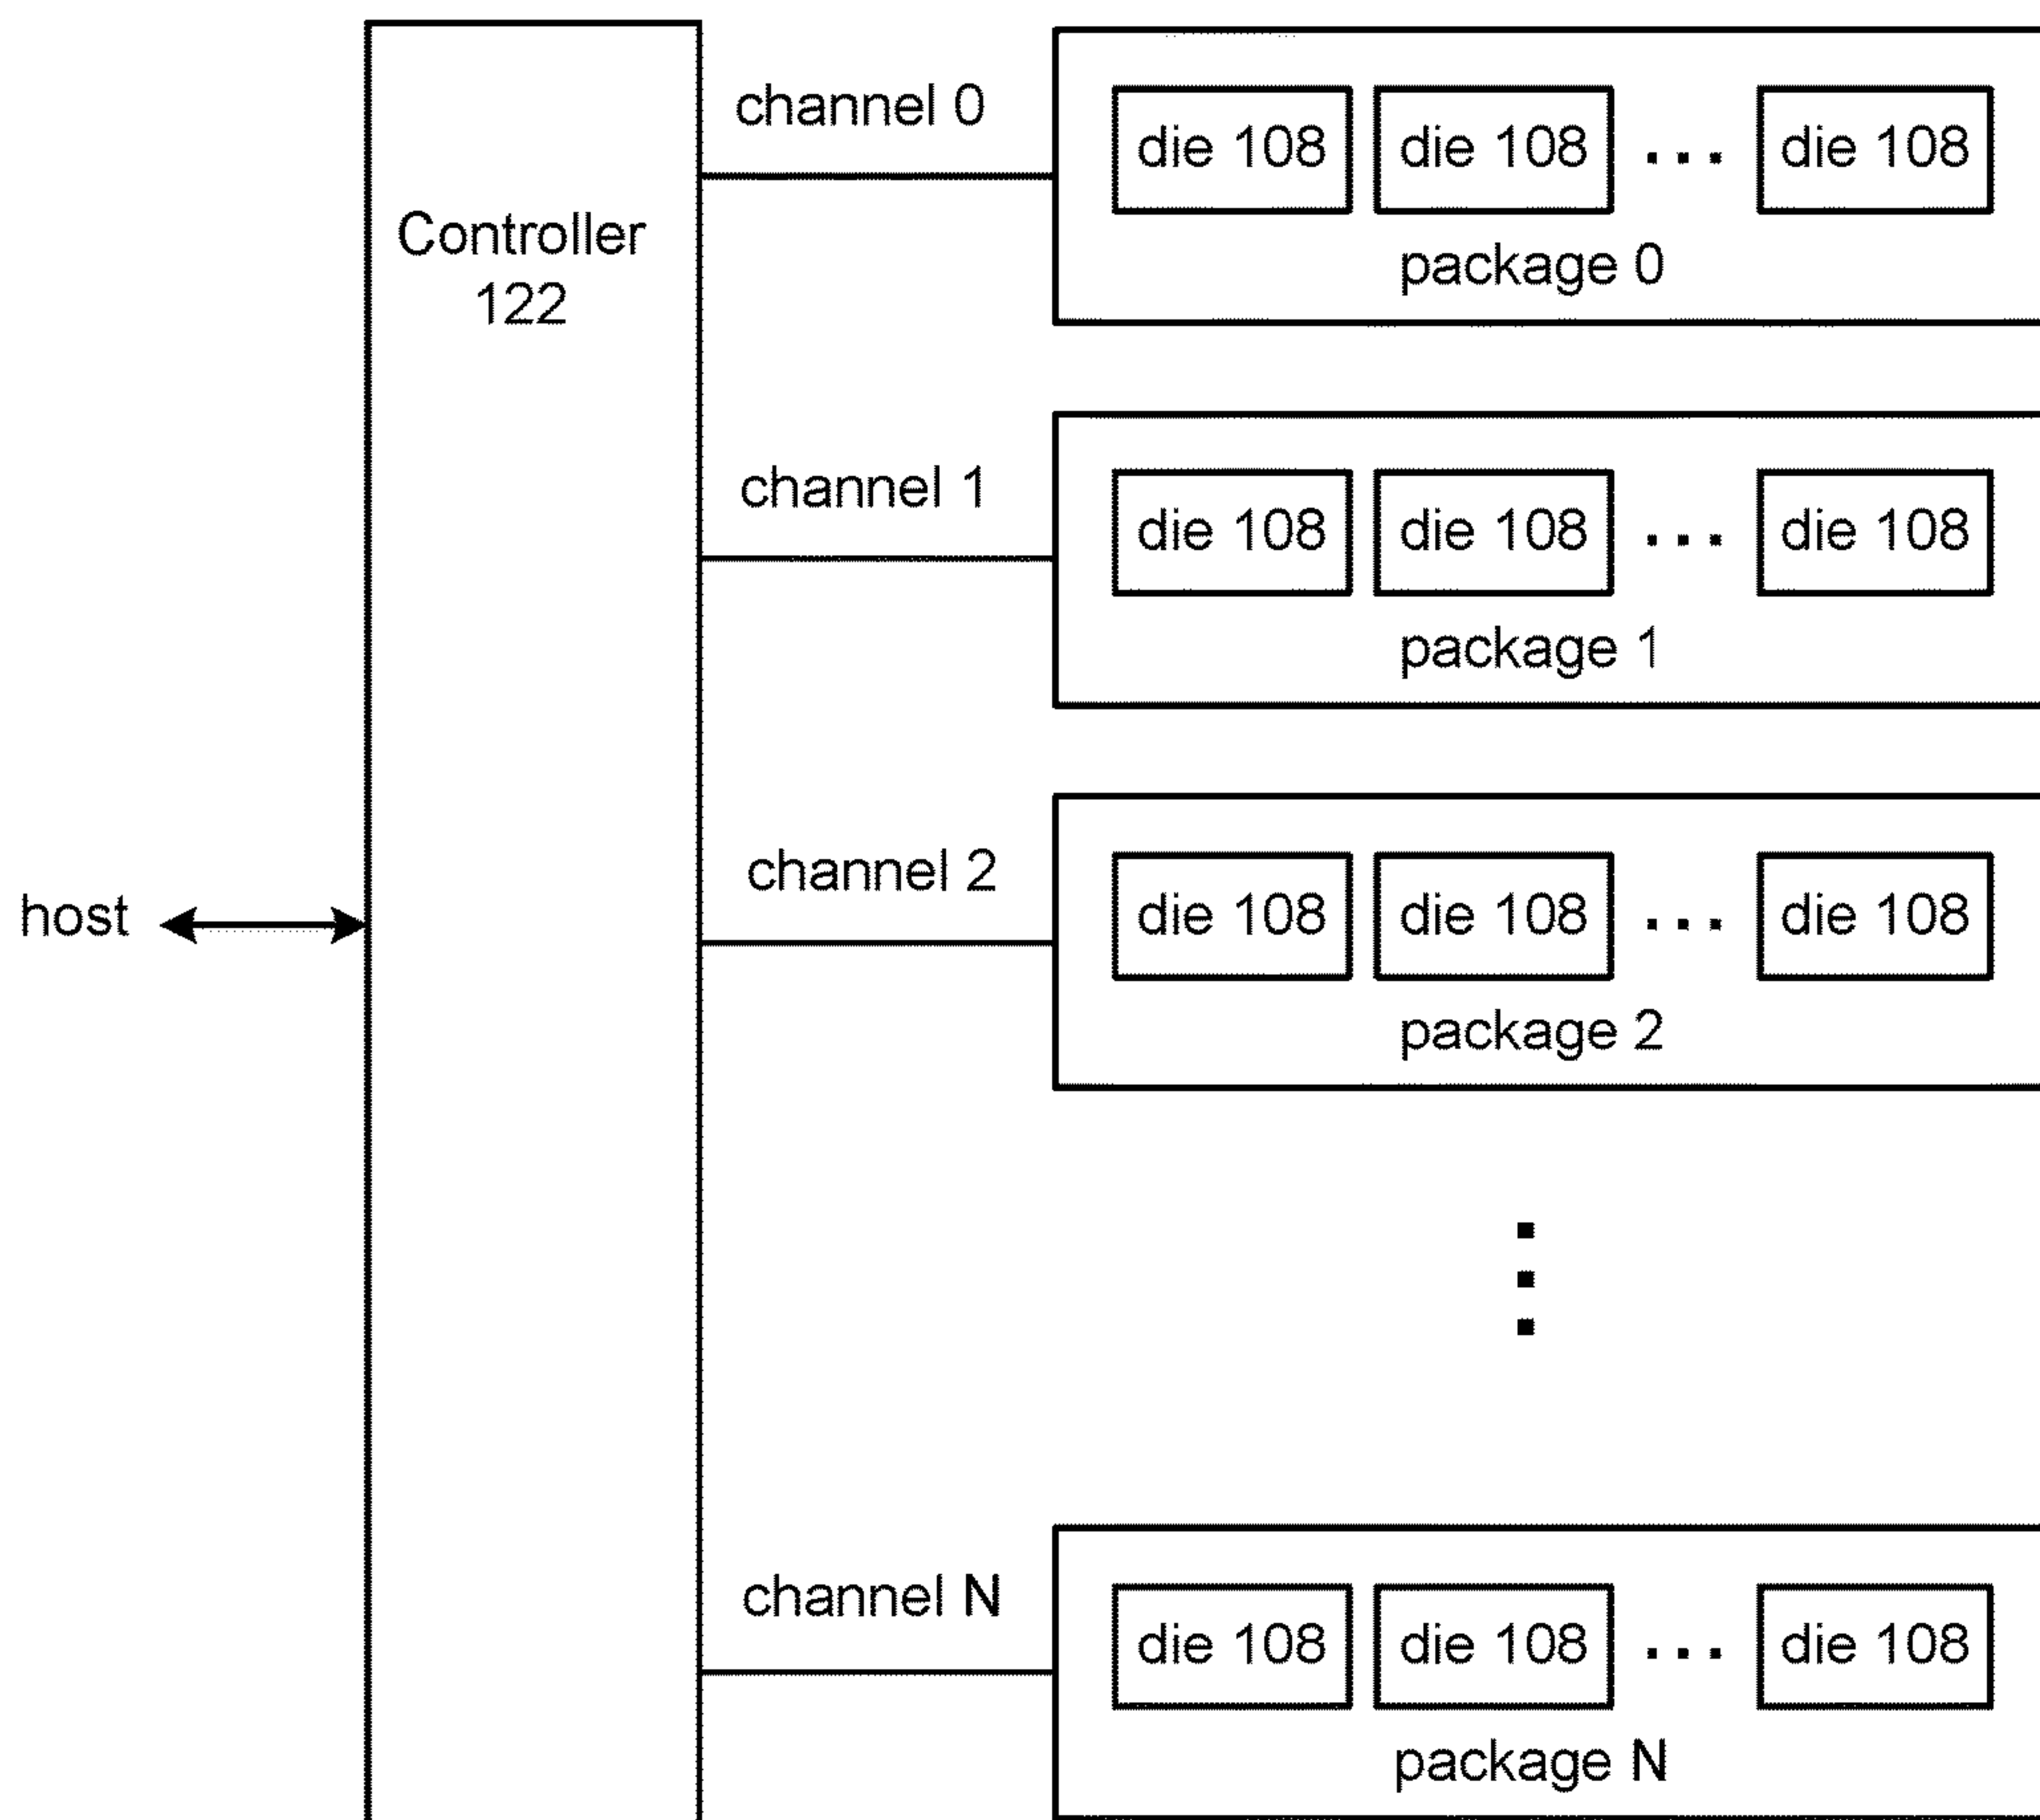 channel 0
die 108 die 108 ... die 108
package 0
Controller
122
channel 1
die 108 die 108 ... die 108
package 1
channel 2
die 108 die 108 ... die 108
package 2
host
channel N
die 108 die 108 ... die 108
package N